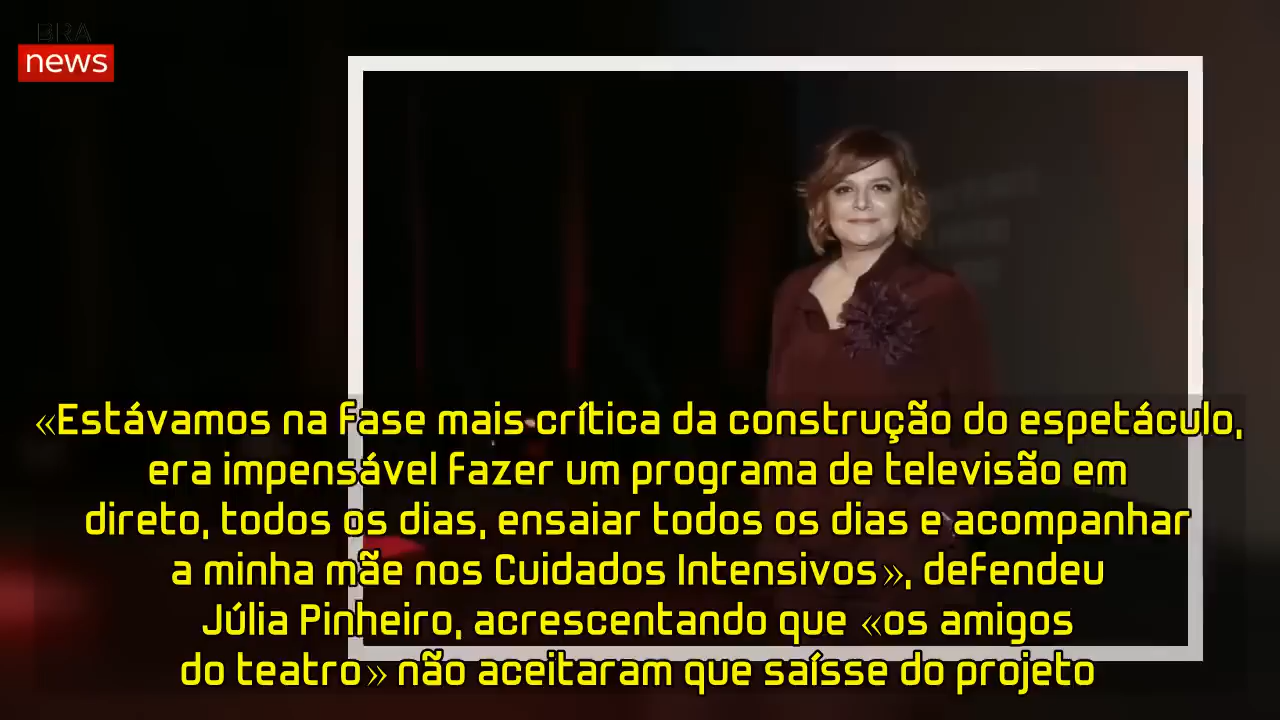 BRA
news
«Estávamos na fase mais crítica da construção do espetáculo,
era impensável fazer um programa de televisão em
direto, todos os dias, ensaiar todos os dias e acompanhar
a minha mãe nos Cuidados Intensivos», defendeu
Júlia Pinheiro, acrescentando que «os amigos
do teatro» não aceitaram que saísse do projeto